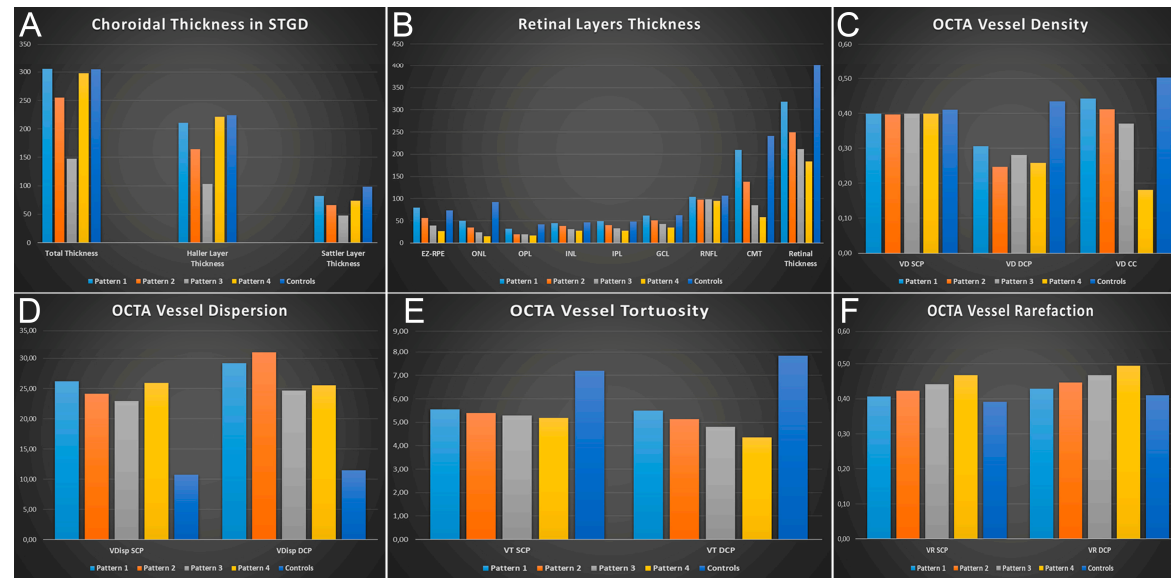 A
Choroidal Thickness in STGD
350
300
250
200
150
100
50
0
Total Thickness
Haller Layer
Thickness
Sattler Layer
Thickness
Pattern 1 Pattern 2 Pattern 3 Pattern 4 Controls
B
Retinal Layers Thickness
450
400
350
300
250
200
150
100
50
0
EZ-RPE ONL OPL INL IPL GCL RNFL CMT Retinal
Thickness
Pattern 1 Pattern 2 Pattern 3 Pattern 4 Controls
C
OCTA Vessel Density
0,60
0,50
0,40
0,30
0,20
0,10
0,00
VD SCP VD DCP VD CC
Pattern 1 Pattern 2 Pattern 3 Pattern 4 Controls
D
OCTA Vessel Dispersion
35,00
30,00
25,00
20,00
15,00
10,00
5,00
0,00
VDisp SCP VDisp DCP
Pattern 1 Pattern 2 Pattern 3 Pattern 4 Controls
E
OCTA Vessel Tortuosity
9,00
8,00
7,00
6,00
5,00
4,00
3,00
2,00
1,00
0,00
VT SCP VT DCP
Pattern 1 Pattern 2 Pattern 3 Pattern 4 Controls
F
OCTA Vessel Rarefaction
0,60
0,50
0,40
0,30
0,20
0,10
0,00
VR SCP VR DCP
Pattern 1 Pattern 2 Pattern 3 Pattern 4 Controls